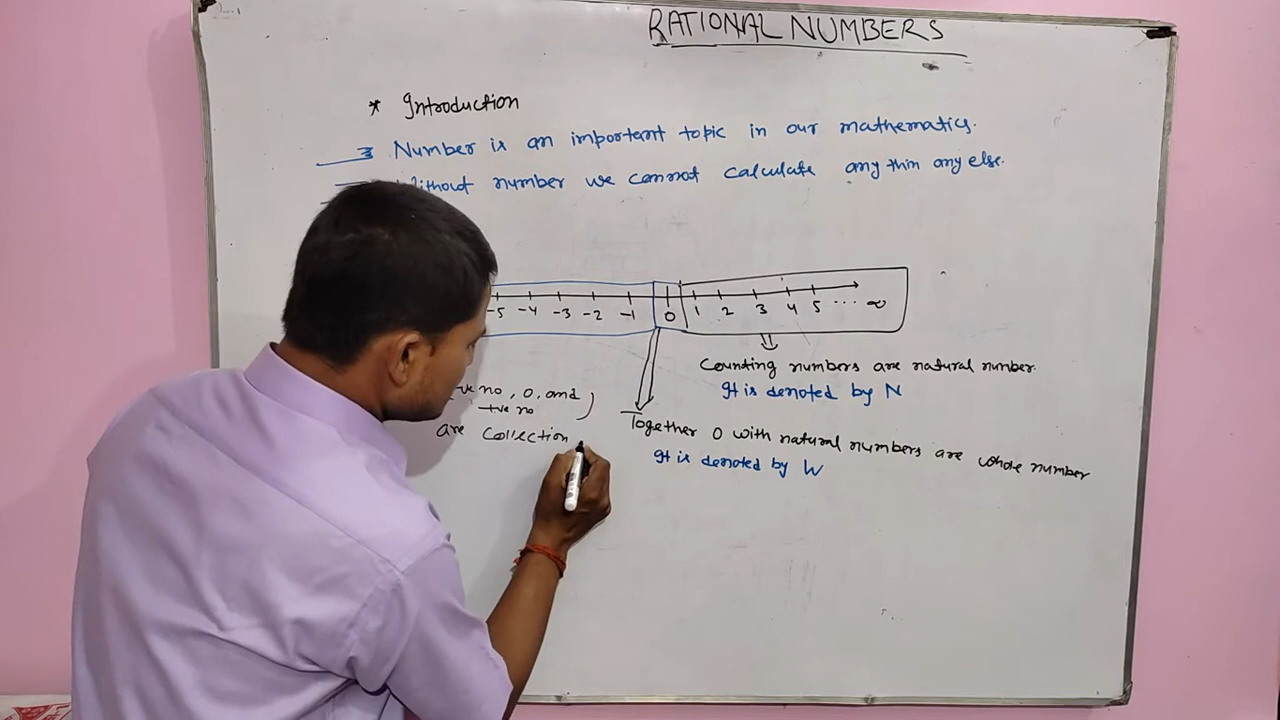 RATIONAL NUMBERS
* Introduction
Number is an important topic in our mathematics.
Without number we cannot calculate any thin any else.
-5 -4 -3 -2 -1 0 1 2 3 4 5 ... ∞
Counting numbers are natural number.
It is denoted by N
ve no, 0, and
+ve no
are collection
Together 0 with natural numbers are whole number
It is denoted by W